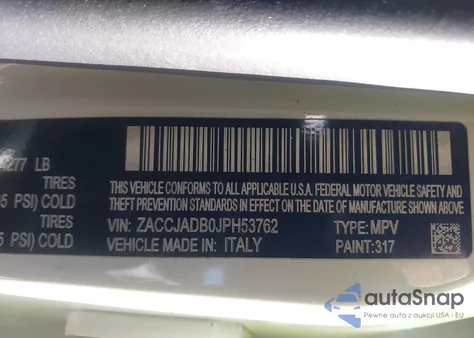 277 LB
TIRES
5 PSI) COLD
TIRES
5 PSI) COLD
THIS VEHICLE CONFORMS TO ALL APPLICABLE U.S.A. FEDERAL MOTOR VEHICLE SAFETY AND
THEFT PREVENTION STANDARDS IN EFFECT ON THE DATE OF MANUFACTURE SHOWN ABOVE.
VIN: ZACCJADB0JPH53762 TYPE: MPV
VEHICLE MADE IN: ITALY PAINT: 317
autoSnap
Pewne auta z aukcji USA i EU